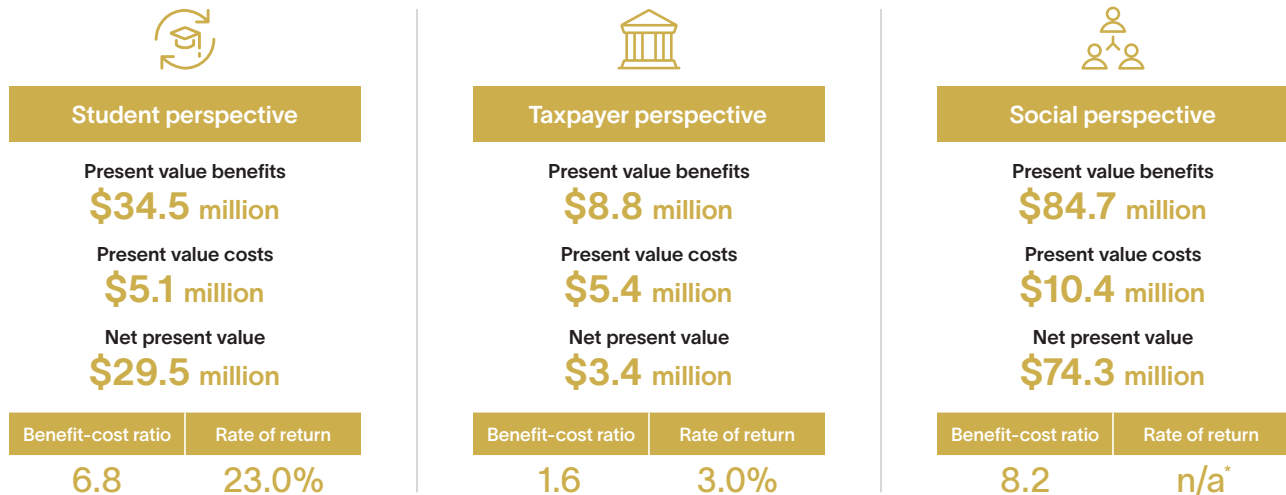 Student perspective
Present value benefits
$34.5 million
Present value costs
$5.1 million
Net present value
$29.5 million
Benefit-cost ratio Rate of return
6.8 23.0%
Taxpayer perspective
Present value benefits
$8.8 million
Present value costs
$5.4 million
Net present value
$3.4 million
Benefit-cost ratio Rate of return
1.6 3.0%
Social perspective
Present value benefits
$84.7 million
Present value costs
$10.4 million
Net present value
$74.3 million
Benefit-cost ratio Rate of return
8.2 n/a*